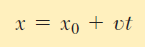 x = x₀ + vt